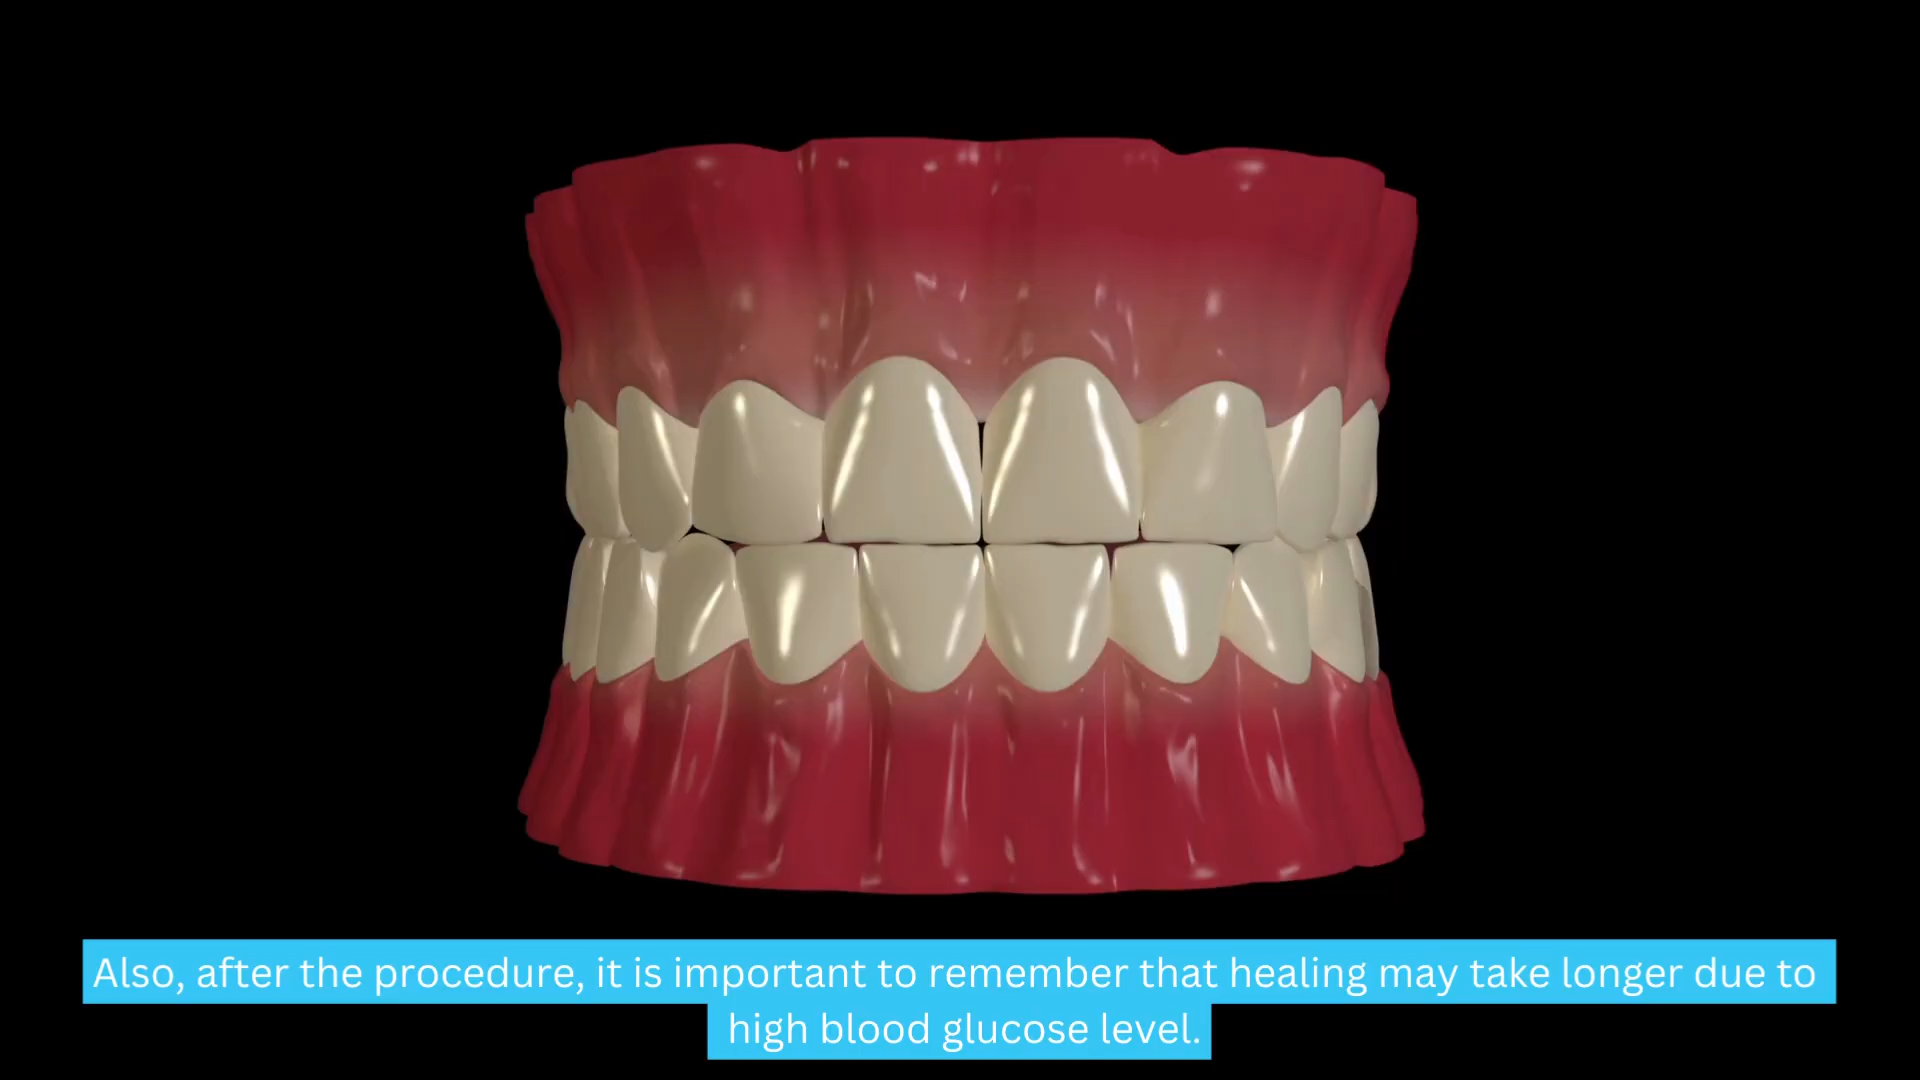 Also, after the procedure, it is important to remember that healing may take longer due to
high blood glucose level.